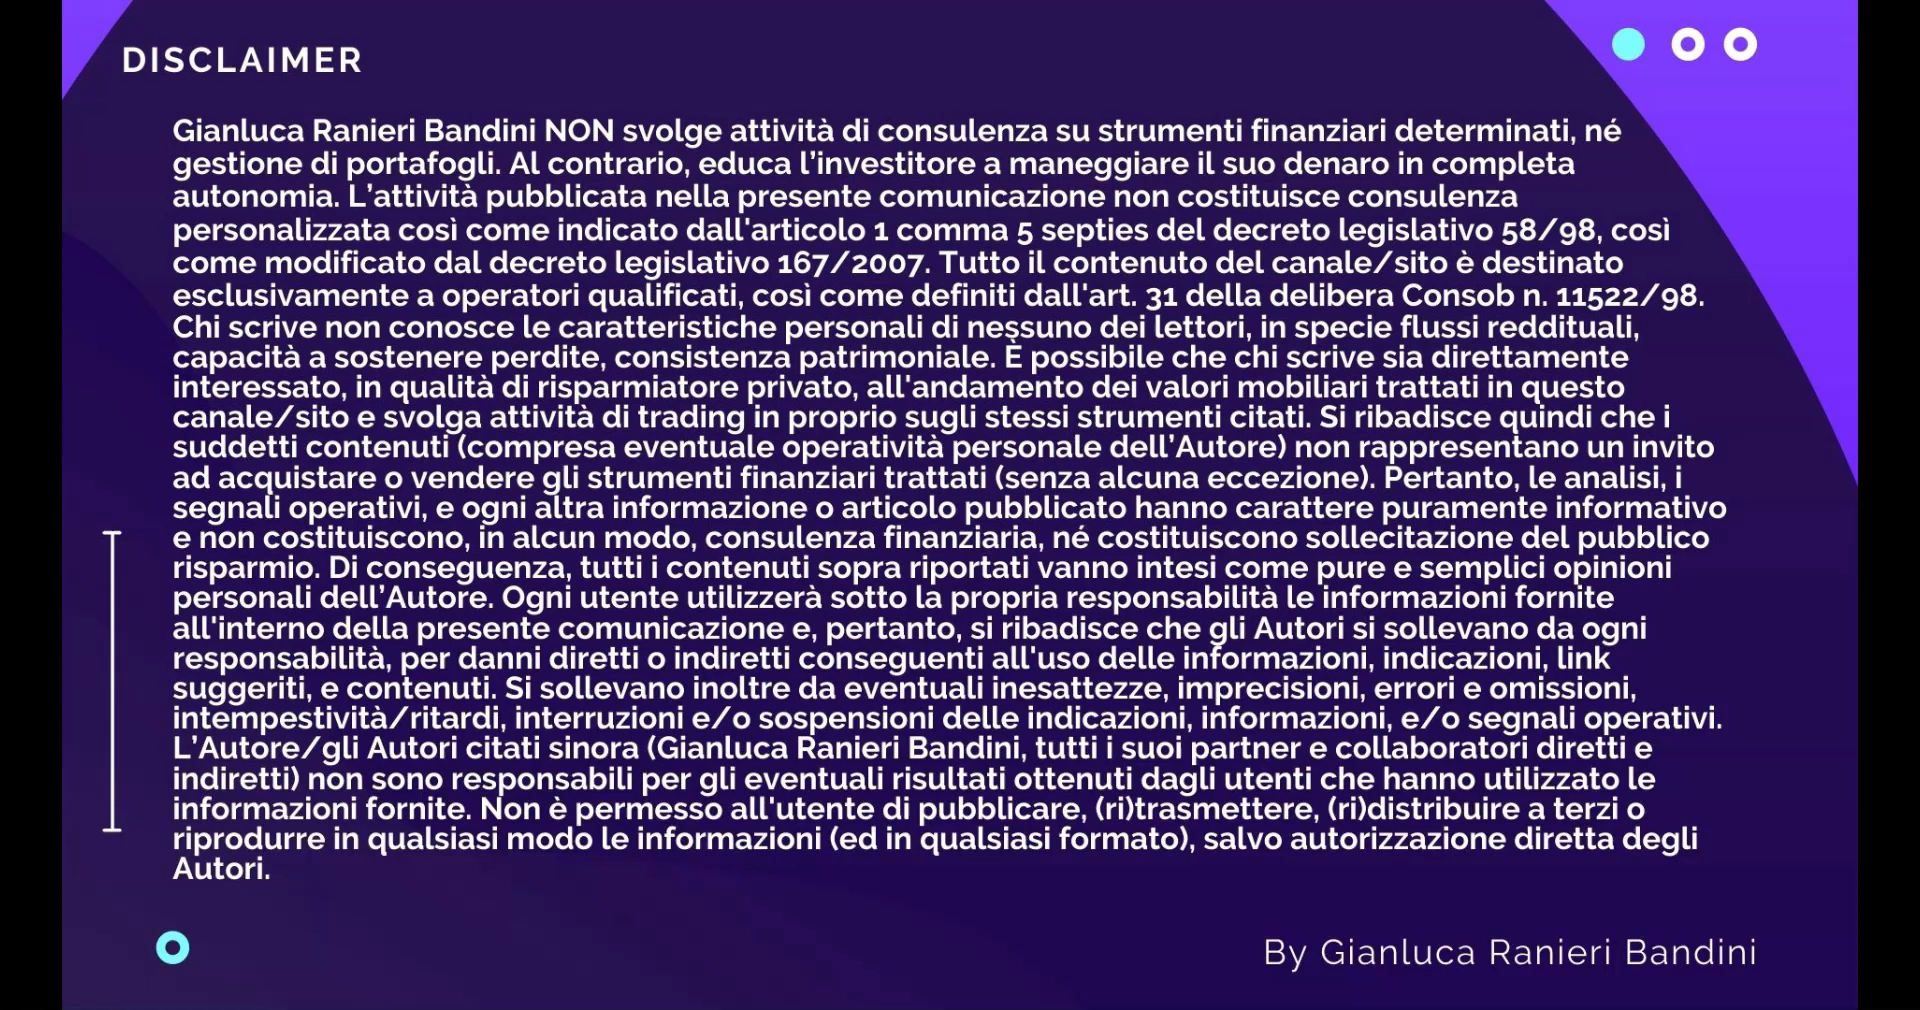 DISCLAIMER
Gianluca Ranieri Bandini NON svolge attività di consulenza su strumenti finanziari determinati, né
gestione di portafogli. Al contrario, educa l’investitore a maneggiare il suo denaro in completa
autonomia. L’attività pubblicata nella presente comunicazione non costituisce consulenza
personalizzata così come indicato dall'articolo 1 comma 5 septies del decreto legislativo 58/98, così
come modificato dal decreto legislativo 167/2007. Tutto il contenuto del canale/sito è destinato
esclusivamente a operatori qualificati, così come definiti dall'art. 31 della delibera Consob n. 11522/98.
Chi scrive non conosce le caratteristiche personali di nessuno dei lettori, in specie flussi reddituali,
capacità a sostenere perdite, consistenza patrimoniale. È possibile che chi scrive sia direttamente
interessato, in qualità di risparmiatore privato, all'andamento dei valori mobiliari trattati in questo
canale/sito e svolga attività di trading in proprio sugli stessi strumenti citati. Si ribadisce quindi che i
suddetti contenuti (compresa eventuale operatività personale dell’Autore) non rappresentano un invito
ad acquistare o vendere gli strumenti finanziari trattati (senza alcuna eccezione). Pertanto, le analisi, i
segnali operativi, e ogni altra informazione o articolo pubblicato hanno carattere puramente informativo
e non costituiscono, in alcun modo, consulenza finanziaria, né costituiscono sollecitazione del pubblico
risparmio. Di conseguenza, tutti i contenuti sopra riportati vanno intesi come pure e semplici opinioni
personali dell’Autore. Ogni utente utilizzerà sotto la propria responsabilità le informazioni fornite
all'interno della presente comunicazione e, pertanto, si ribadisce che gli Autori si sollevano da ogni
responsabilità, per danni diretti o indiretti conseguenti all'uso delle informazioni, indicazioni, link
suggeriti, e contenuti. Si sollevano inoltre da eventuali inesattezze, imprecisioni, errori e omissioni,
intempestività/ritardi, interruzioni e/o sospensioni delle indicazioni, informazioni, e/o segnali operativi.
L’Autore/gli Autori citati sinora (Gianluca Ranieri Bandini, tutti i suoi partner e collaboratori diretti e
indiretti) non sono responsabili per gli eventuali risultati ottenuti dagli utenti che hanno utilizzato le
informazioni fornite. Non è permesso all'utente di pubblicare, (ri)trasmettere, (ri)distribuire a terzi o
riprodurre in qualsiasi modo le informazioni (ed in qualsiasi formato), salvo autorizzazione diretta degli
Autori.
By Gianluca Ranieri Bandini